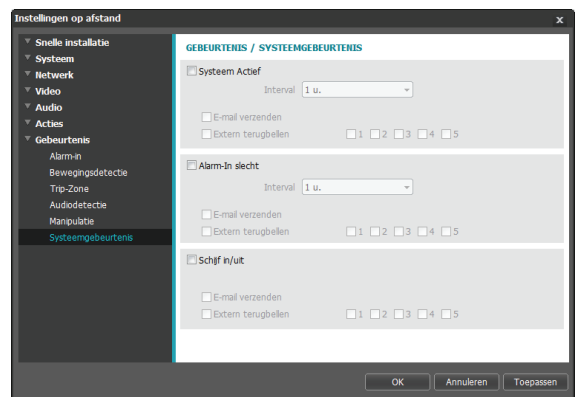 Instellingen op afstand
x
Snelle installatie
Systeem
Netwerk
Video
Audio
Acties
Gebeurtenis
Alarm-in
Bewegingsdetectie
Trip-Zone
Audiodetectie
Manipulatie
Systeemgebeurtenis
GEBEURTENIS / SYSTEEMGEBEURTENIS
Systeem Actief
Interval 1 u.
E-mail verzenden
Extern terugbellen 1 2 3 4 5
Alarm-In slecht
Interval 1 u.
E-mail verzenden
Extern terugbellen 1 2 3 4 5
Schijf in/uit
E-mail verzenden
Extern terugbellen 1 2 3 4 5
OK Annuleren Toepassen